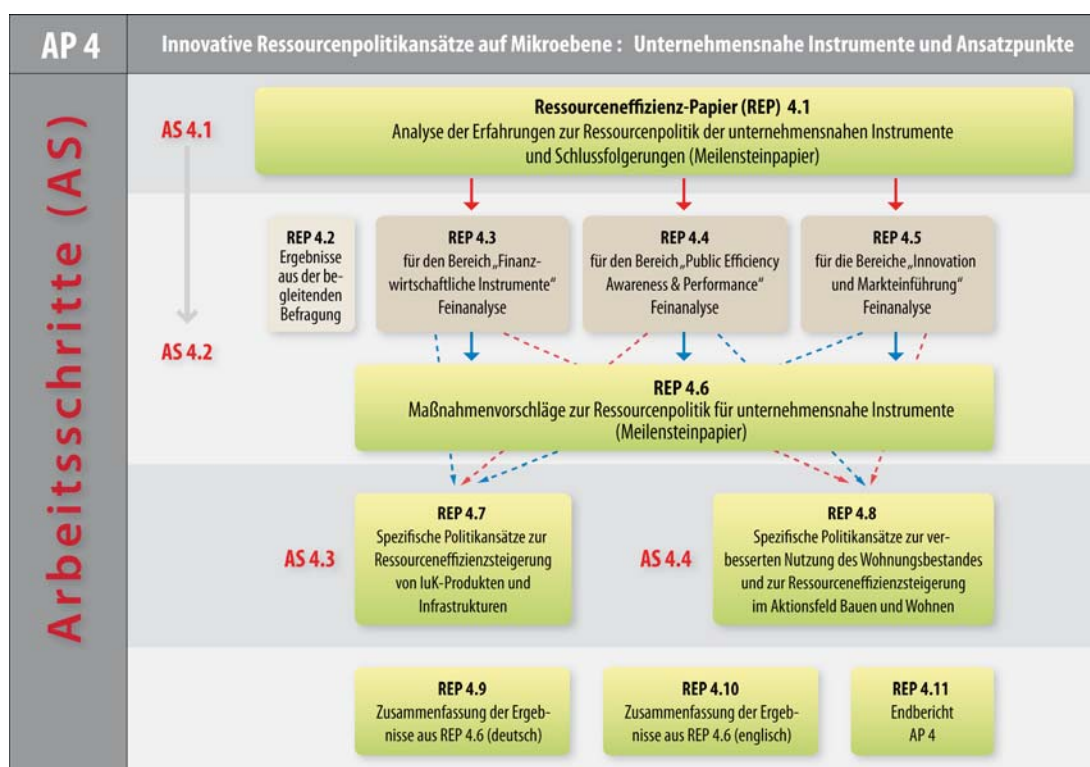 AP 4
Innovative Ressourcenpolitikansätze auf Mikroebene : Unternehmensnahe Instrumente und Ansatzpunkte
Arbeitsschritte (AS)
AS 4.1
Ressourceneffizienz-Papier (REP) 4.1
Analyse der Erfahrungen zur Ressourcenpolitik der unternehmensnahen Instrumente
und Schlussfolgerungen (Meilensteinpapier)
REP 4.2
Ergebnisse
aus der be-
gleitenden
Befragung
REP 4.3
für den Bereich „Finanz-
wirtschaftliche Instrumente“
Feinanalyse
REP 4.4
für den Bereich „Public Efficiency
Awareness & Performance“
Feinanalyse
REP 4.5
für die Bereiche „Innovation
und Markteinführung“
Feinanalyse
AS 4.2
REP 4.6
Maßnahmenvorschläge zur Ressourcenpolitik für unternehmensnahe Instrumente
(Meilensteinpapier)
AS 4.3
REP 4.7
Spezifische Politikansätze zur
Ressourceneffizienzsteigerung
von IuK-Produkten und
Infrastrukturen
AS 4.4
REP 4.8
Spezifische Politikansätze zur ver-
besserten Nutzung des Wohnungsbestandes
und zur Ressourceneffizienzsteigerung
im Aktionsfeld Bauen und Wohnen
REP 4.9
Zusammenfassung der Ergeb-
nisse aus REP 4.6 (deutsch)
REP 4.10
Zusammenfassung der Ergeb-
nisse aus REP 4.6 (englisch)
REP 4.11
Endbericht
AP 4